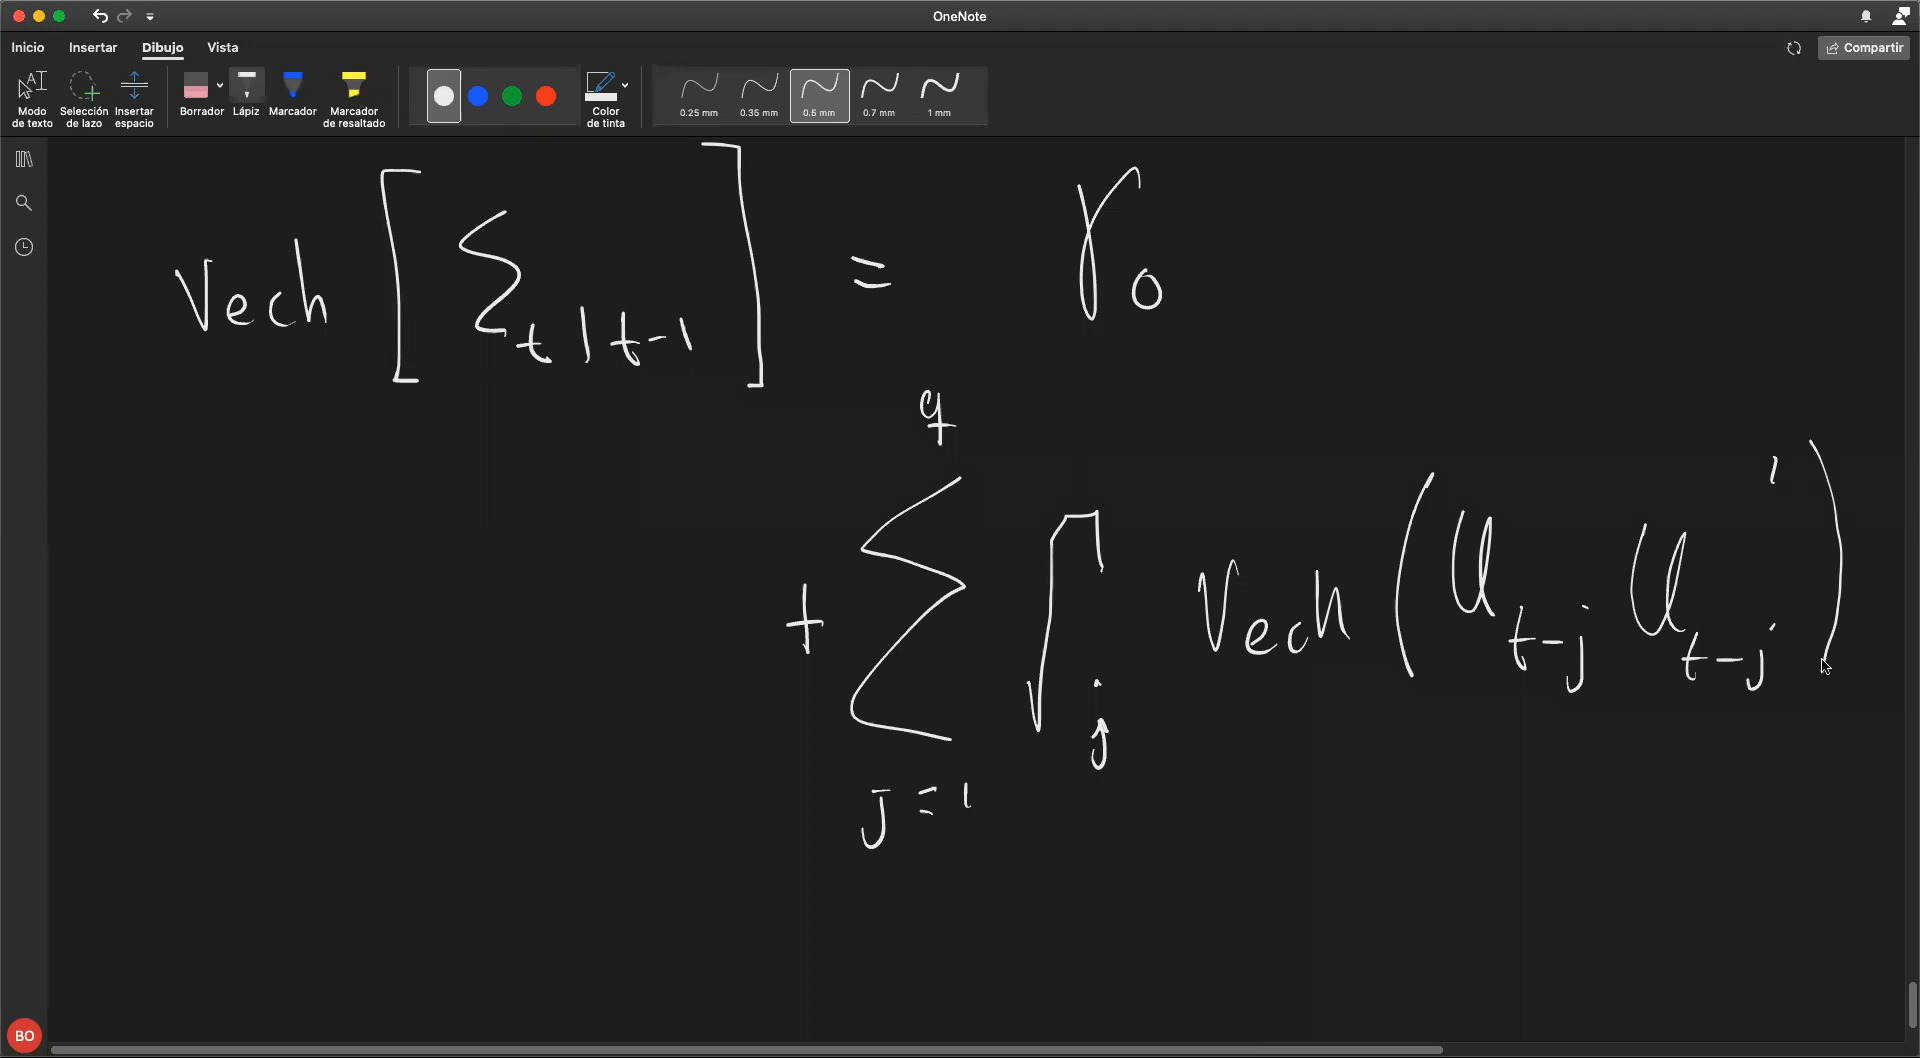 OneNote
Inicio Insertar Dibujo Vista Compartir
Modo de texto Selección de lazo Insertar espacio Borrador Lápiz Marcador Marcador de resaltado Color de tinta 0.25 mm 0.35 mm 0.5 mm 0.7 mm 1 mm
Vech [Σ_{t|t-1}] = γ_0
+ Σ_{j=1}^{q} Γ_j Vech (u_{t-j} u_{t-j}')
BO